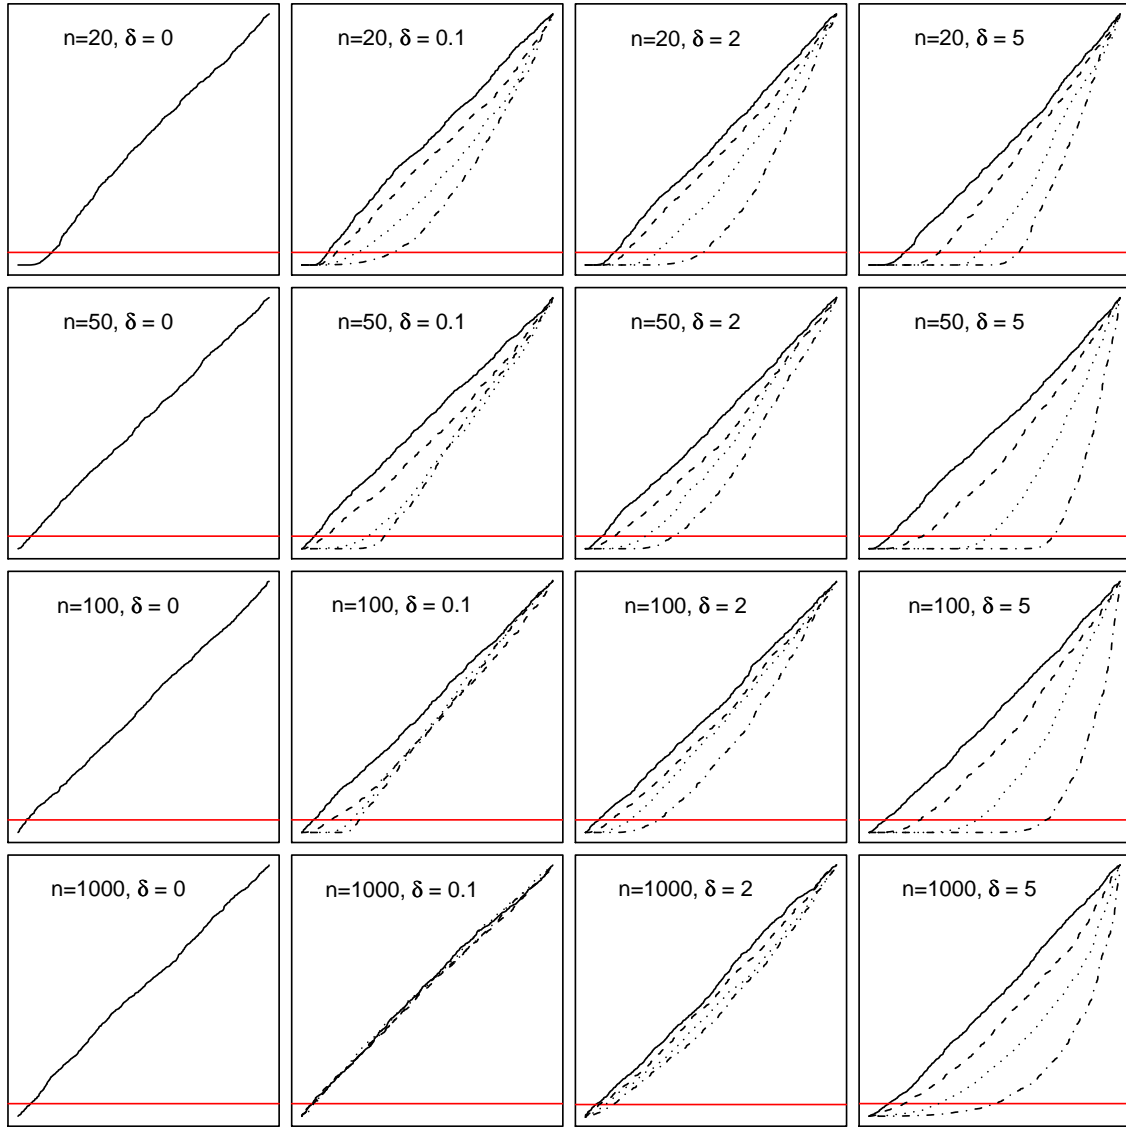 n=20, δ = 0
n=20, δ = 0.1
n=20, δ = 2
n=20, δ = 5
n=50, δ = 0
n=50, δ = 0.1
n=50, δ = 2
n=50, δ = 5
n=100, δ = 0
n=100, δ = 0.1
n=100, δ = 2
n=100, δ = 5
n=1000, δ = 0
n=1000, δ = 0.1
n=1000, δ = 2
n=1000, δ = 5